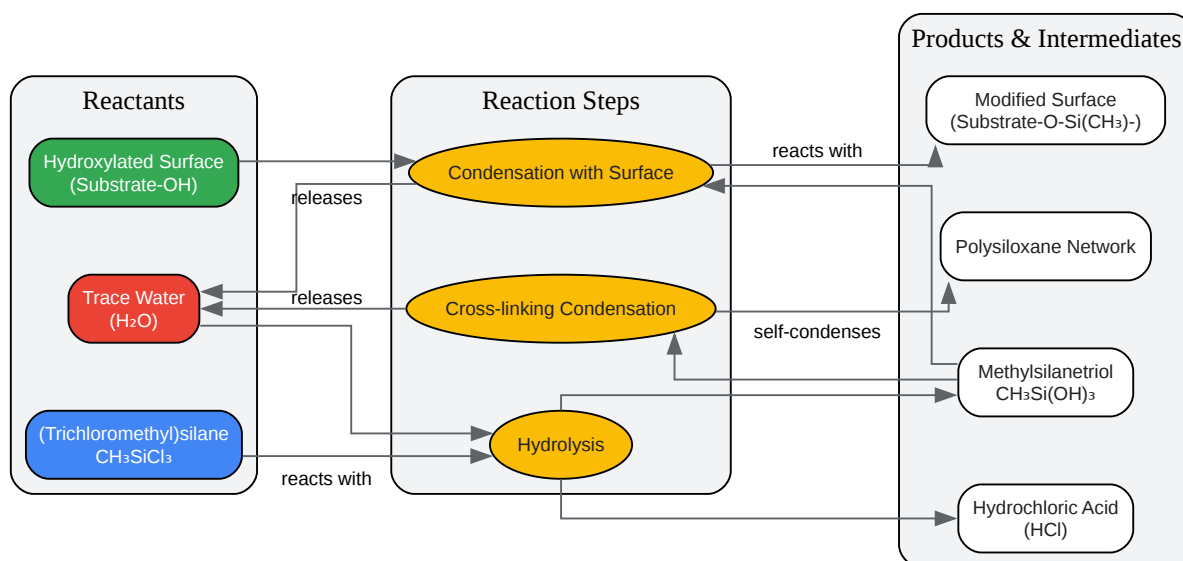 Reactants
Hydroxylated Surface
(Substrate-OH)
Trace Water
(H₂O)
(Trichloromethyl)silane
CH₃SiCl₃
releases
releases
reacts with
Reaction Steps
Condensation with Surface
Cross-linking Condensation
Hydrolysis
reacts with
self-condenses
Products & Intermediates
Modified Surface
(Substrate-O-Si(CH₃)-)
Polysiloxane Network
Methylsilanetriol
CH₃Si(OH)₃
Hydrochloric Acid
(HCl)